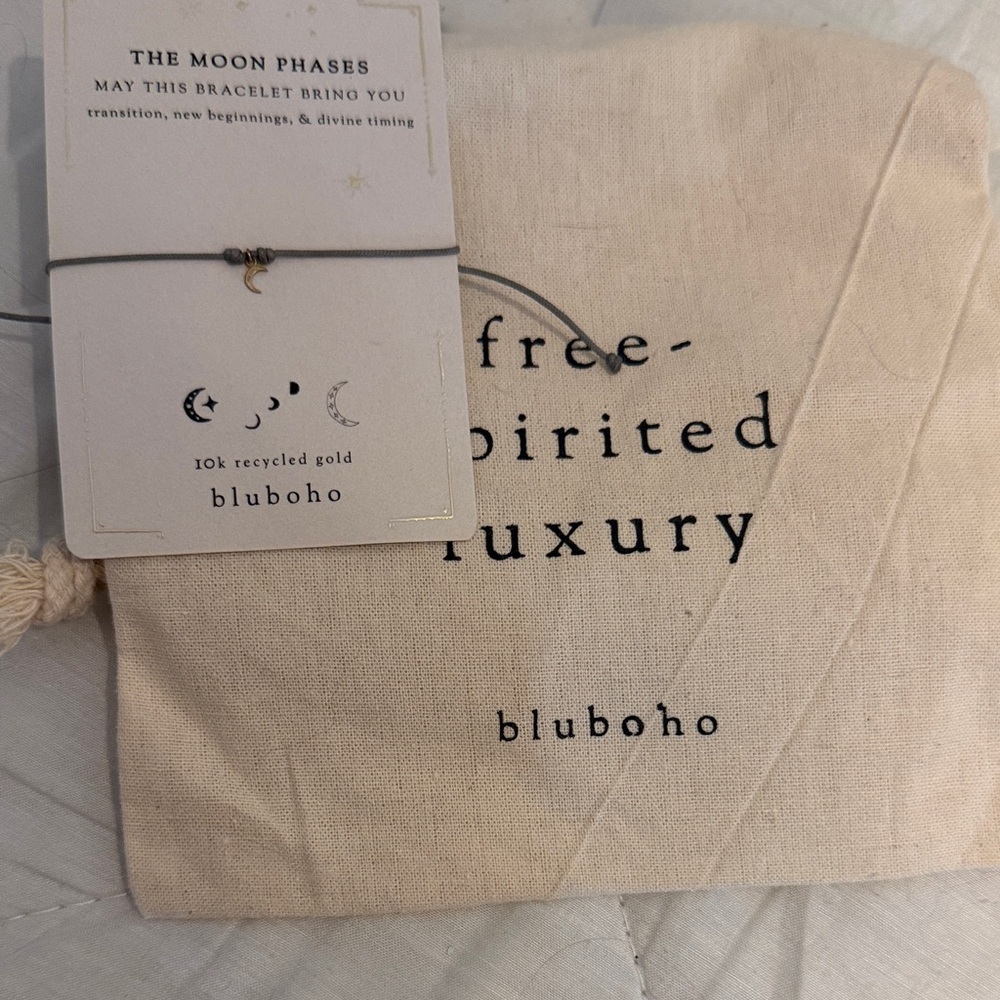 THE MOON PHASES
MAY THIS BRACELET BRING YOU
transition, new beginnings, & divine timing
10k recycled gold
bluboho
free-
pirited
luxury
bluboho